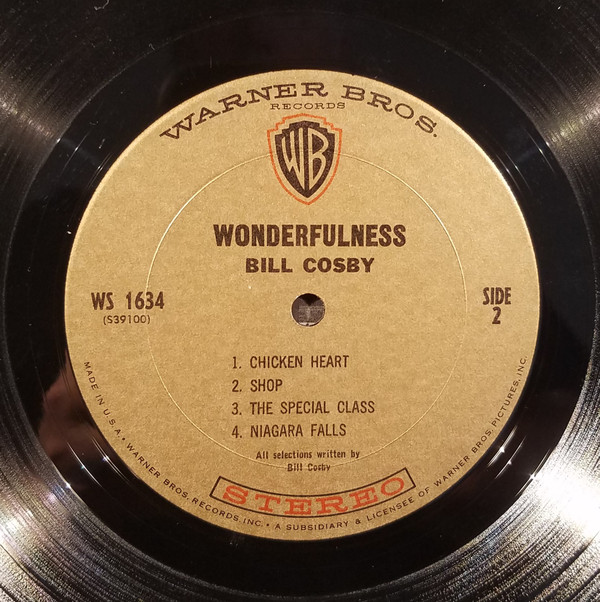 WARNER BROS.
RECORDS
WB
WONDERFULNESS
BILL COSBY
WS 1634
(S39100)
SIDE
2
1. CHICKEN HEART
2. SHOP
3. THE SPECIAL CLASS
4. NIAGARA FALLS
All selections written by
Bill Cosby
STEREO
MADE IN U.S.A. • WARNER BROS. RECORDS, INC. • A SUBSIDIARY & LICENSEE OF WARNER BROS. PICTURES, INC.